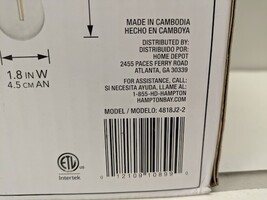 MADE IN CAMBODIA
HECHO EN CAMBOYA
DISTRIBUTED BY:
DISTRIBUIDO POR:
HOME DEPOT
2455 PACES FERRY ROAD
ATLANTA, GA 30339
1.8 IN W
4.5 CM AN
FOR ASSISTANCE, CALL:
SI NECESITA AYUDA, LLAME AL:
1-855-HD-HAMPTON
HAMPTONBAY.COM
MODEL / MODELO: 4818J2-2
ETL
Intertek